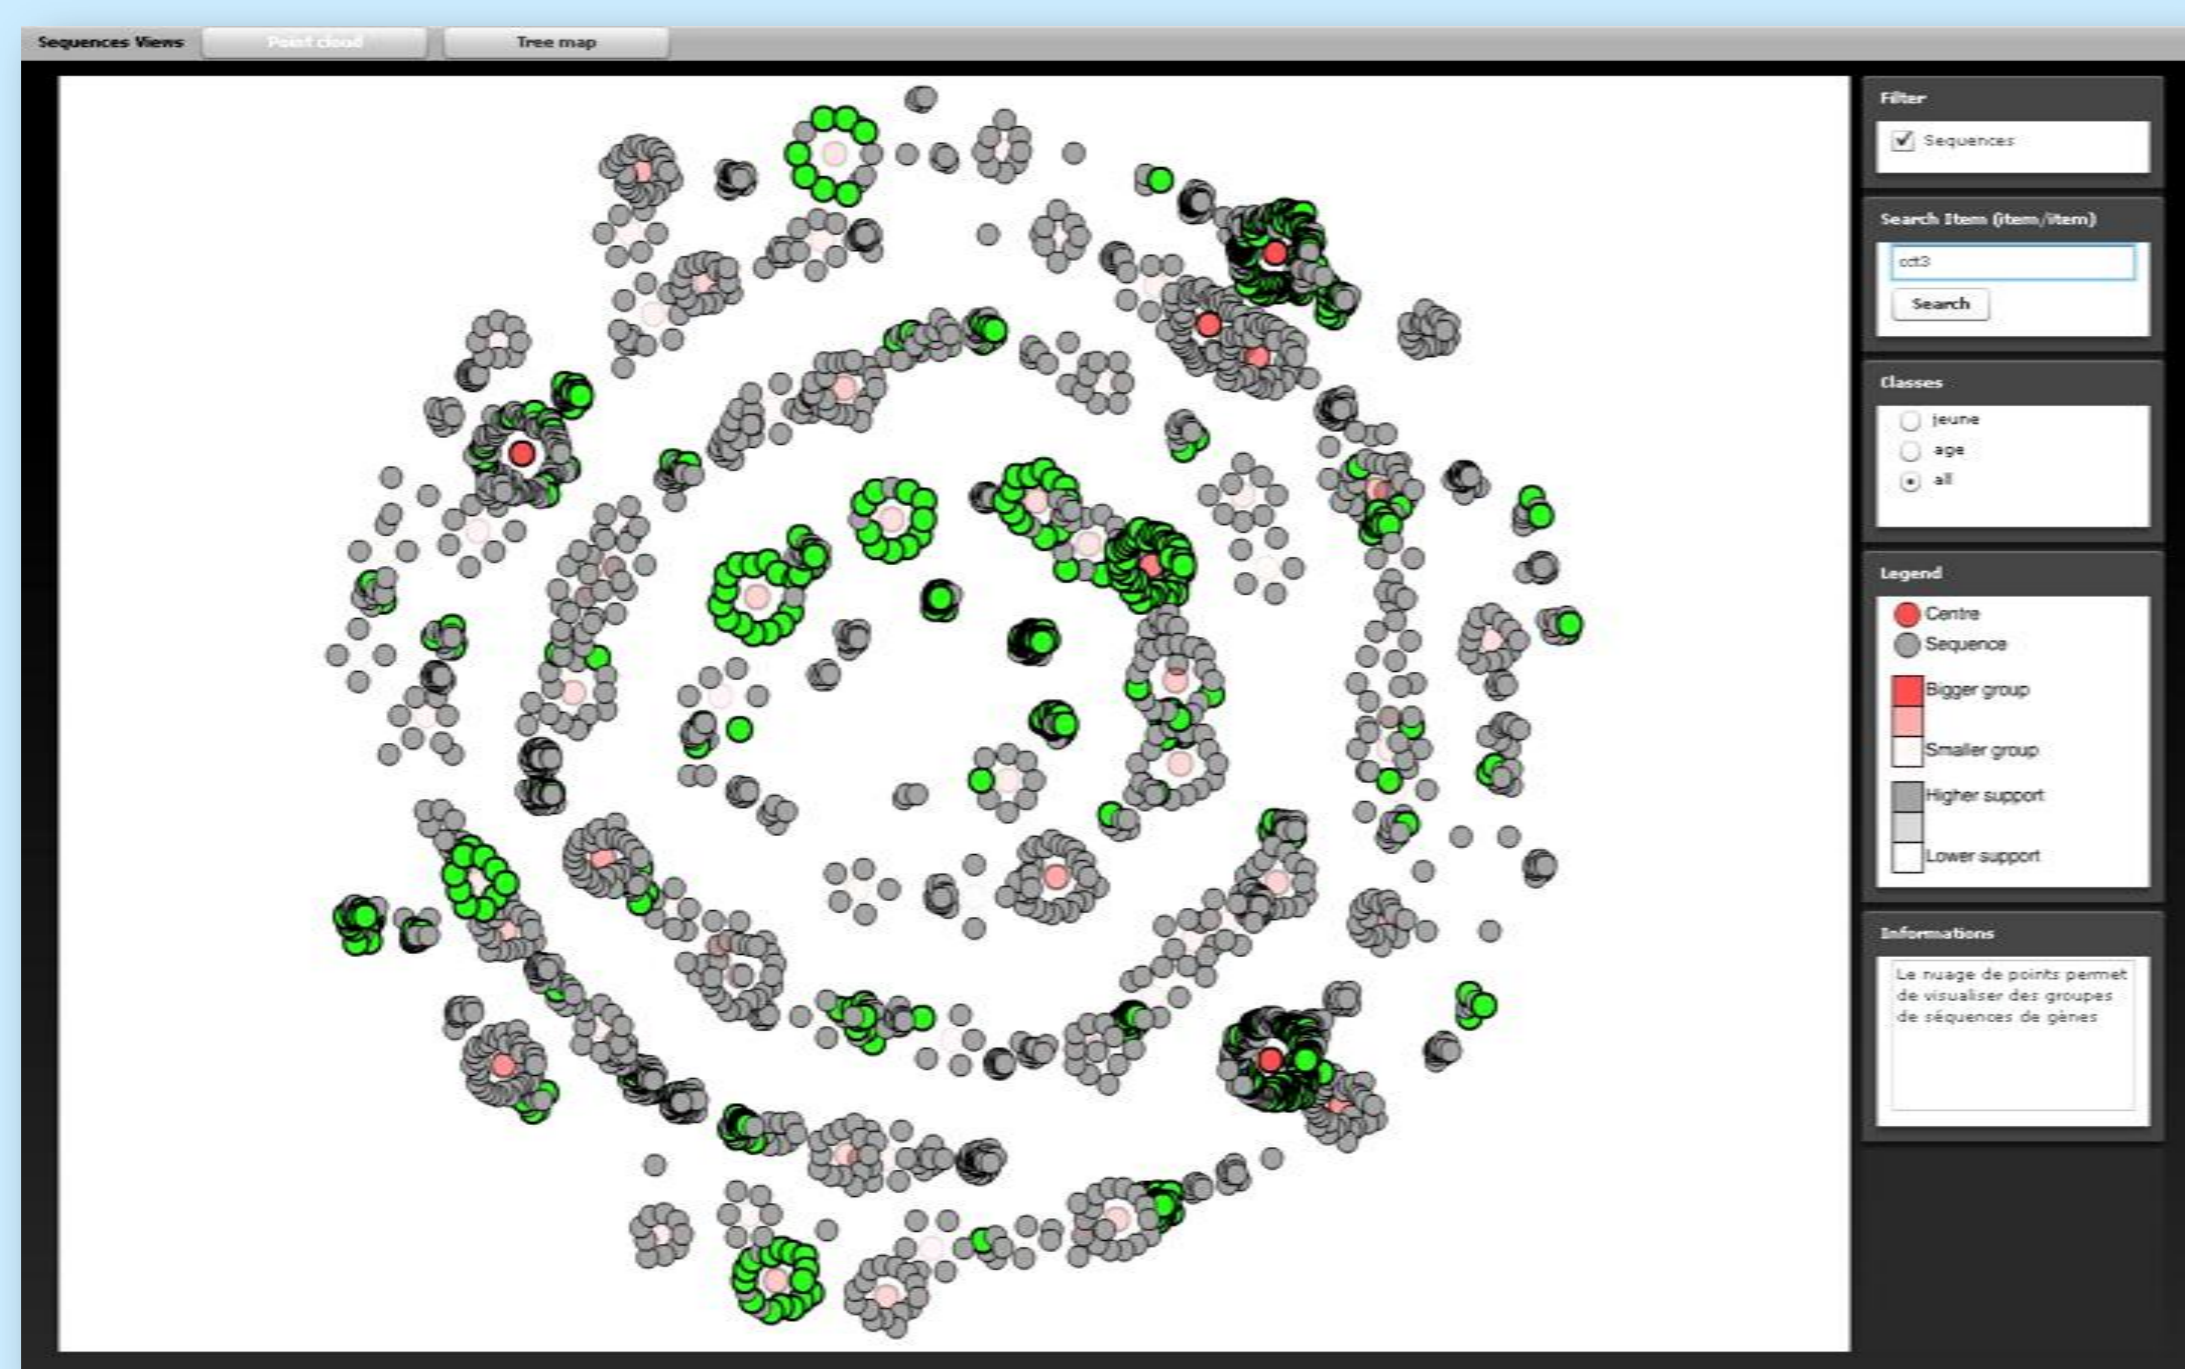 Sequences Views
Point cloud
Tree map
Filter
Sequences
Search Item (item/item)
cct3
Search
Classes
jeune
age
all
Legend
Centre
Sequence
Bigger group
Smaller group
Higher support
Lower support
Informations
Le nuage de points permet
de visualiser des groupes
de séquences de gènes